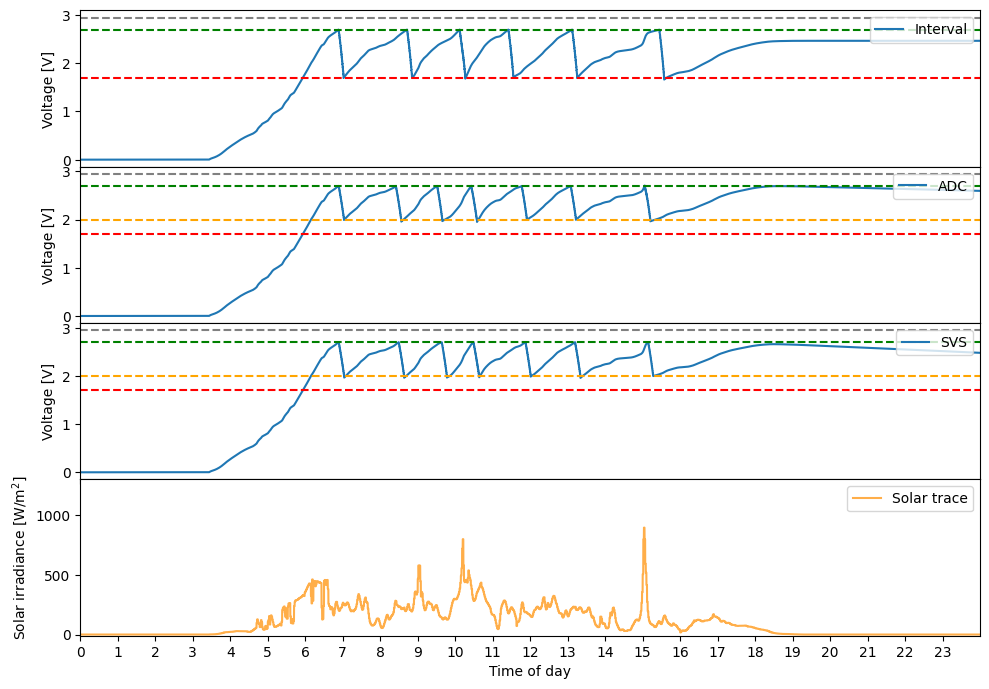 3
2
1
0
Voltage [V]
Interval
3
2
1
0
Voltage [V]
ADC
3
2
1
0
Voltage [V]
SVS
1000
500
0
Solar irradiance [W/m²]
Solar trace
0 1 2 3 4 5 6 7 8 9 10 11 12 13 14 15 16 17 18 19 20 21 22 23
Time of day